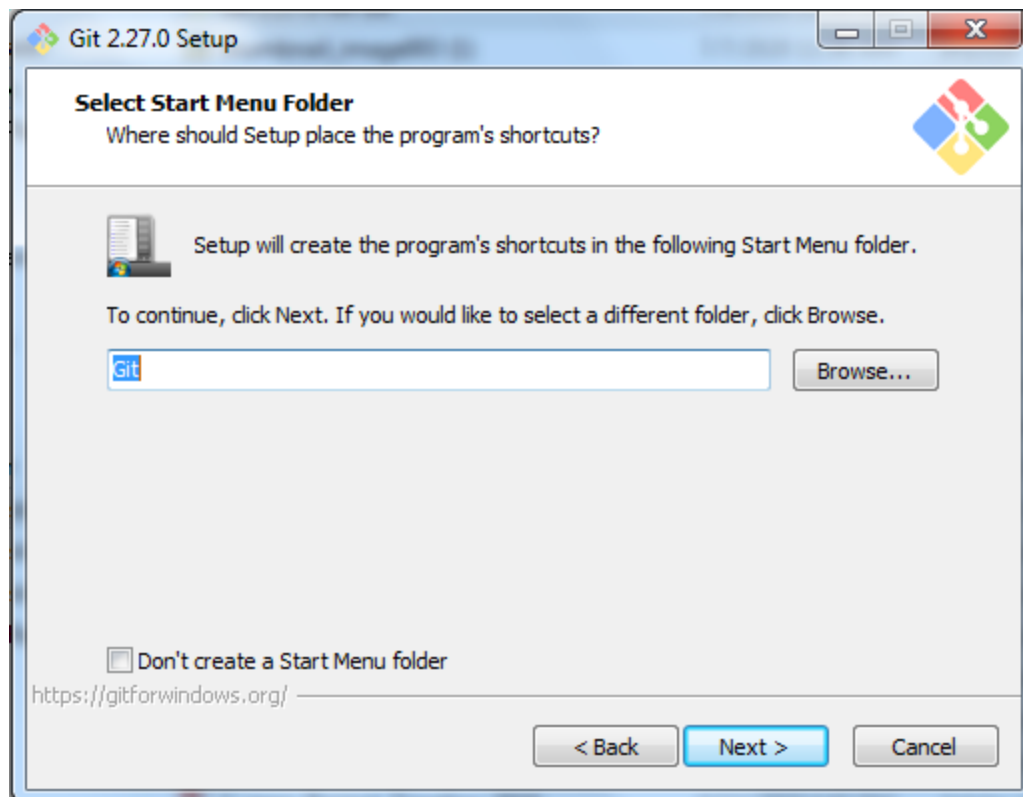 Git 2.27.0 Setup
Select Start Menu Folder
Where should Setup place the program's shortcuts?
Setup will create the program's shortcuts in the following Start Menu folder.
To continue, click Next. If you would like to select a different folder, click Browse.
Git
Browse...
Don't create a Start Menu folder
https://gitforwindows.org/
< Back
Next >
Cancel